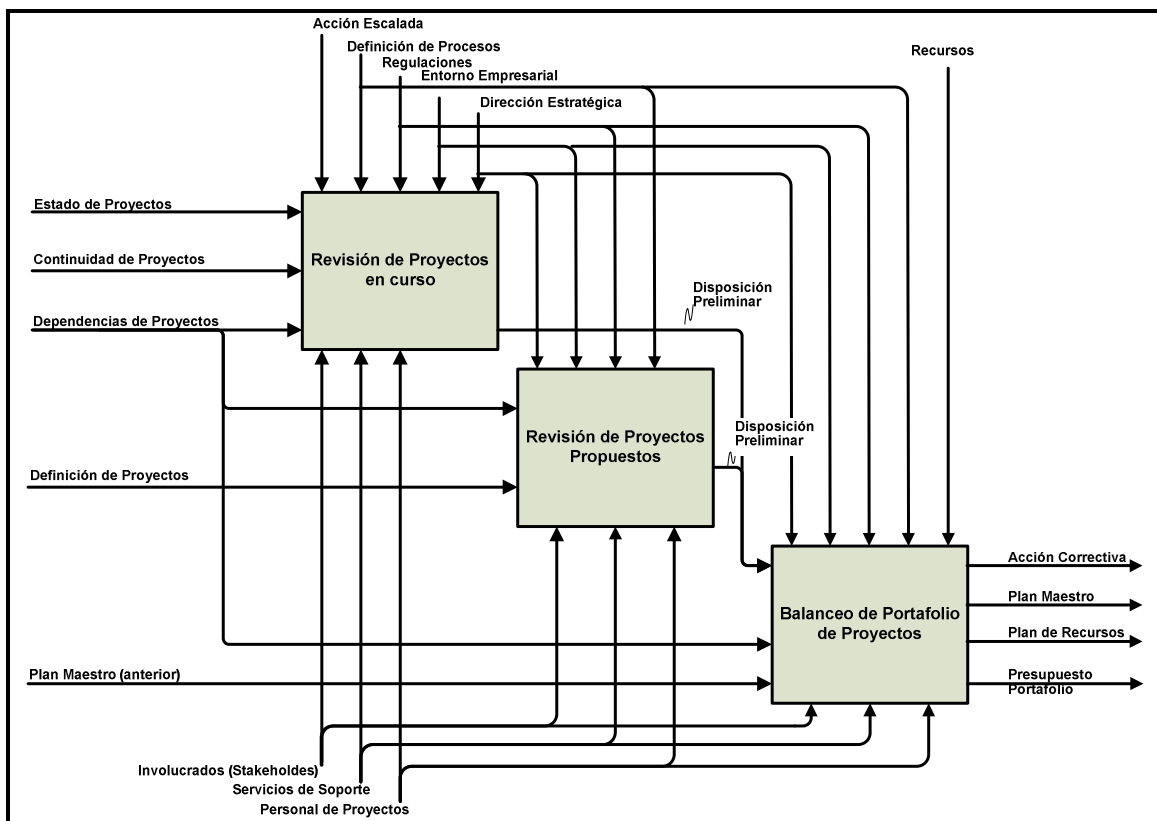 Acción Escalada
Definición de Procesos
Regulaciones
Entorno Empresarial
Dirección Estratégica
Recursos
Estado de Proyectos
Continuidad de Proyectos
Dependencias de Proyectos
Revisión de Proyectos
en curso
Disposición
Preliminar
Revisión de Proyectos
Propuestos
Disposición
Preliminar
Definición de Proyectos
Balanceo de Portafolio
de Proyectos
Acción Correctiva
Plan Maestro
Plan de Recursos
Presupuesto
Portafolio
Plan Maestro (anterior)
Involucrados (Stakeholdes)
Servicios de Soporte
Personal de Proyectos